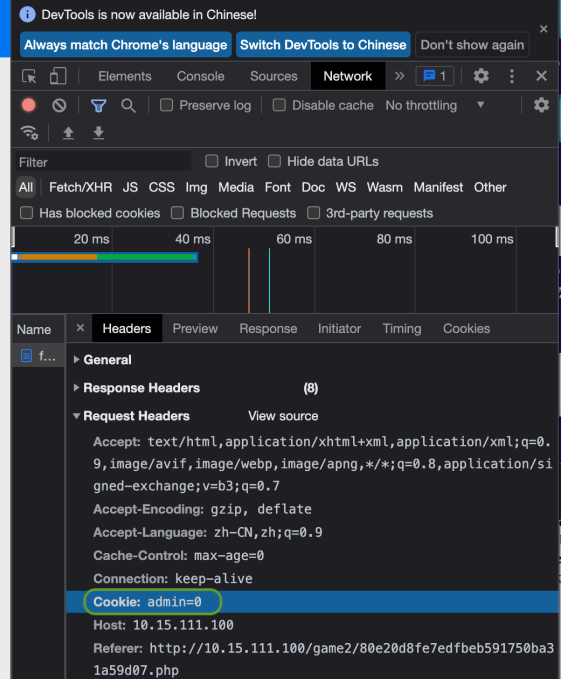 DevTools is now available in Chinese!
Always match Chrome's language Switch DevTools to Chinese Don't show again
Elements Console Sources Network 1
Preserve log Disable cache No throttling
Filter Invert Hide data URLs
All Fetch/XHR JS CSS Img Media Font Doc WS Wasm Manifest Other
Has blocked cookies Blocked Requests 3rd-party requests
20 ms 40 ms 60 ms 80 ms 100 ms
Name Headers Preview Response Initiator Timing Cookies
f... General
Response Headers (8)
Request Headers View source
Accept: text/html,application/xhtml+xml,application/xml;q=0.
9,image/avif,image/webp,image/apng,*/*;q=0.8,application/si
gned-exchange;v=b3;q=0.7
Accept-Encoding: gzip, deflate
Accept-Language: zh-CN,zh;q=0.9
Cache-Control: max-age=0
Connection: keep-alive
Cookie: admin=0
Host: 10.15.111.100
Referer: http://10.15.111.100/game2/80e20d8fe7edfbeb591750ba3
1a59d07.php